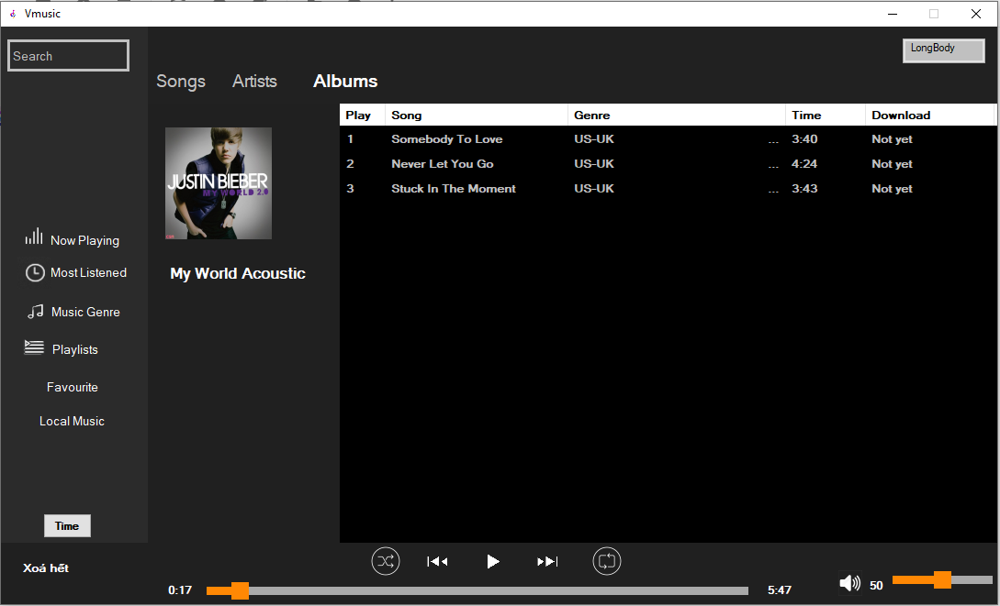 Vmusic
Search
LongBody
Songs Artists Albums
Play Song Genre Time Download
1 Somebody To Love US-UK ... 3:40 Not yet
2 Never Let You Go US-UK ... 4:24 Not yet
3 Stuck In The Moment US-UK ... 3:43 Not yet
JUSTIN BIEBER
MY WORLD 2.0
My World Acoustic
Now Playing
Most Listened
Music Genre
Playlists
Favourite
Local Music
Time
Xoá hết
0:17 5:47
50